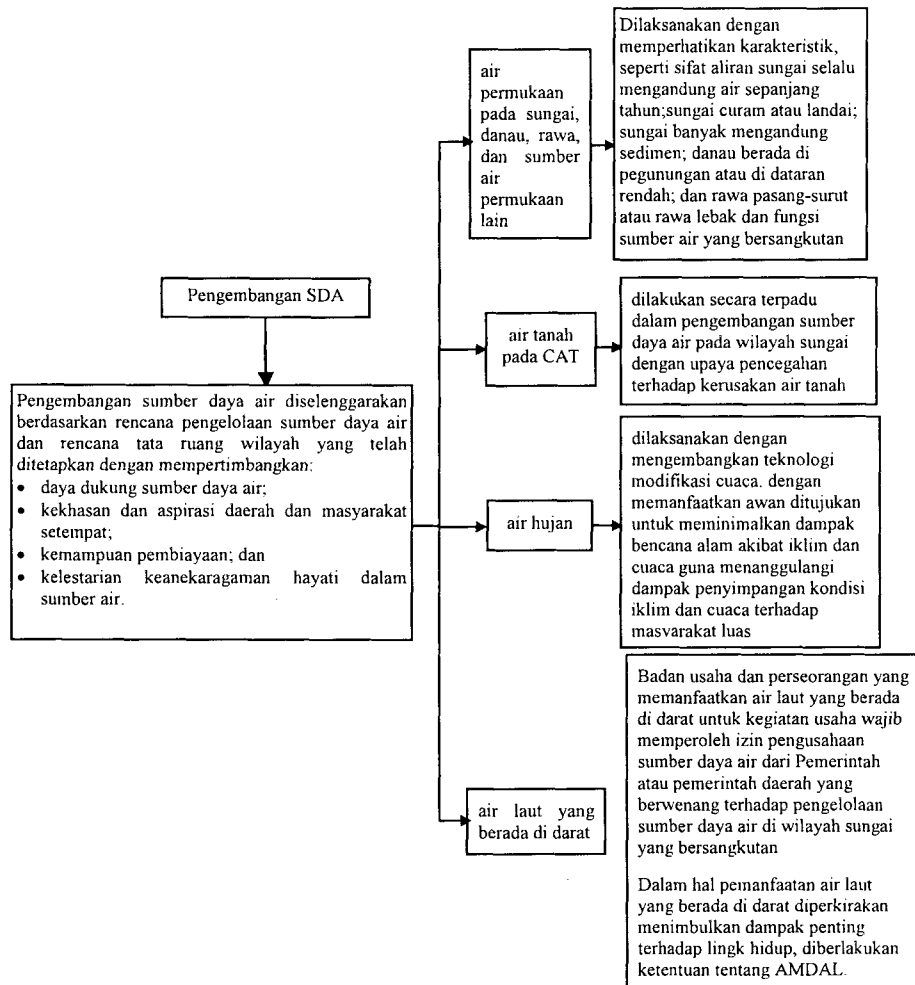 Pengembangan SDA
Pengembangan sumber daya air diselenggarakan
berdasarkan rencana pengelolaan sumber daya air
dan rencana tata ruang wilayah yang telah
ditetapkan dengan mempertimbangkan:
• daya dukung sumber daya air;
• kekhasan dan aspirasi daerah dan masyarakat
setempat;
• kemampuan pembiayaan; dan
• kelestarian keanekaragaman hayati dalam
sumber air.
air
permukaan
pada sungai,
danau, rawa,
dan sumber
air
permukaan
lain
Dilaksanakan dengan
memperhatikan karakteristik,
seperti sifat aliran sungai selalu
mengandung air sepanjang
tahun;sungai curam atau landai;
sungai banyak mengandung
sedimen; danau berada di
pegunungan atau di dataran
rendah; dan rawa pasang-surut
atau rawa lebak dan fungsi
sumber air yang bersangkutan
air tanah
pada CAT
dilakukan secara terpadu
dalam pengembangan sumber
daya air pada wilayah sungai
dengan upaya pencegahan
terhadap kerusakan air tanah
air hujan
dilaksanakan dengan
mengembangkan teknologi
modifikasi cuaca. dengan
memanfaatkan awan ditujukan
untuk meminimalkan dampak
bencana alam akibat iklim dan
cuaca guna menanggulangi
dampak penyimpangan kondisi
iklim dan cuaca terhadap
masyarakat luas
air laut yang
berada di darat
Badan usaha dan perseorangan yang
memanfaatkan air laut yang berada
di darat untuk kegiatan usaha wajib
memperoleh izin pengusahaan
sumber daya air dari Pemerintah
atau pemerintah daerah yang
berwenang terhadap pengelolaan
sumber daya air di wilayah sungai
yang bersangkutan
Dalam hal pemanfaatan air laut
yang berada di darat diperkirakan
menimbulkan dampak penting
terhadap lingk hidup, diberlakukan
ketentuan tentang AMDAL.